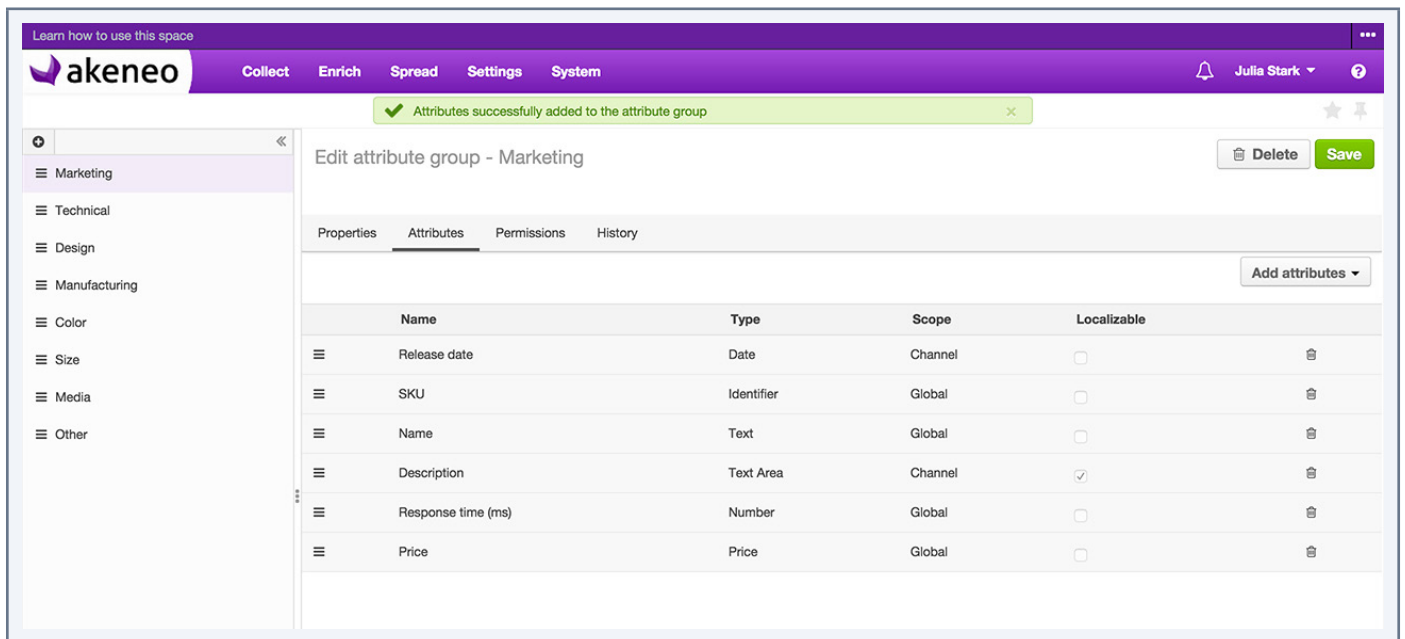 Learn how to use this space
akeneo Collect Enrich Spread Settings System Julia Stark
Attributes successfully added to the attribute group
Edit attribute group - Marketing Delete Save
Marketing
Technical
Design
Manufacturing
Color
Size
Media
Other
Properties Attributes Permissions History
Add attributes
Name Type Scope Localizable
Release date Date Channel
SKU Identifier Global
Name Text Global
Description Text Area Channel
Response time (ms) Number Global
Price Price Global